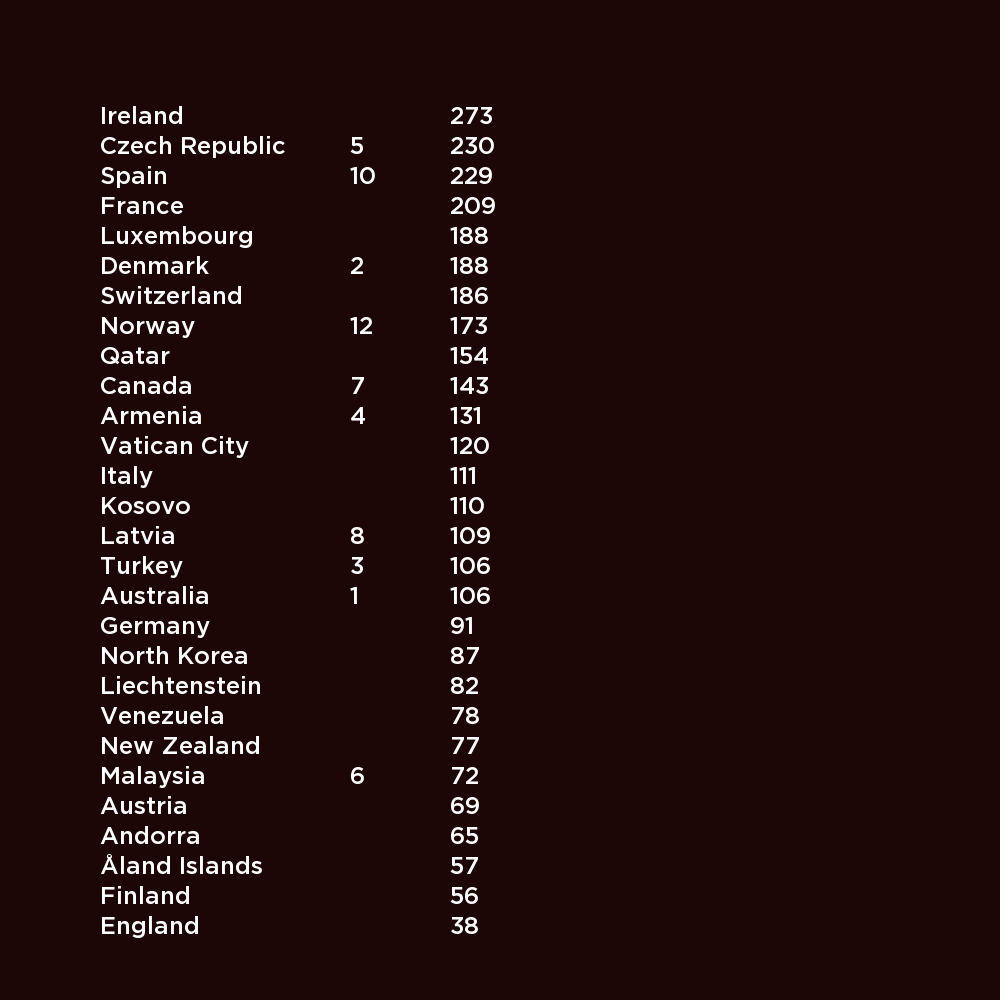 Ireland 273
Czech Republic 5 230
Spain 10 229
France 209
Luxembourg 188
Denmark 2 188
Switzerland 186
Norway 12 173
Qatar 154
Canada 7 143
Armenia 4 131
Vatican City 120
Italy 111
Kosovo 110
Latvia 8 109
Turkey 3 106
Australia 1 106
Germany 91
North Korea 87
Liechtenstein 82
Venezuela 78
New Zealand 77
Malaysia 6 72
Austria 69
Andorra 65
Åland Islands 57
Finland 56
England 38